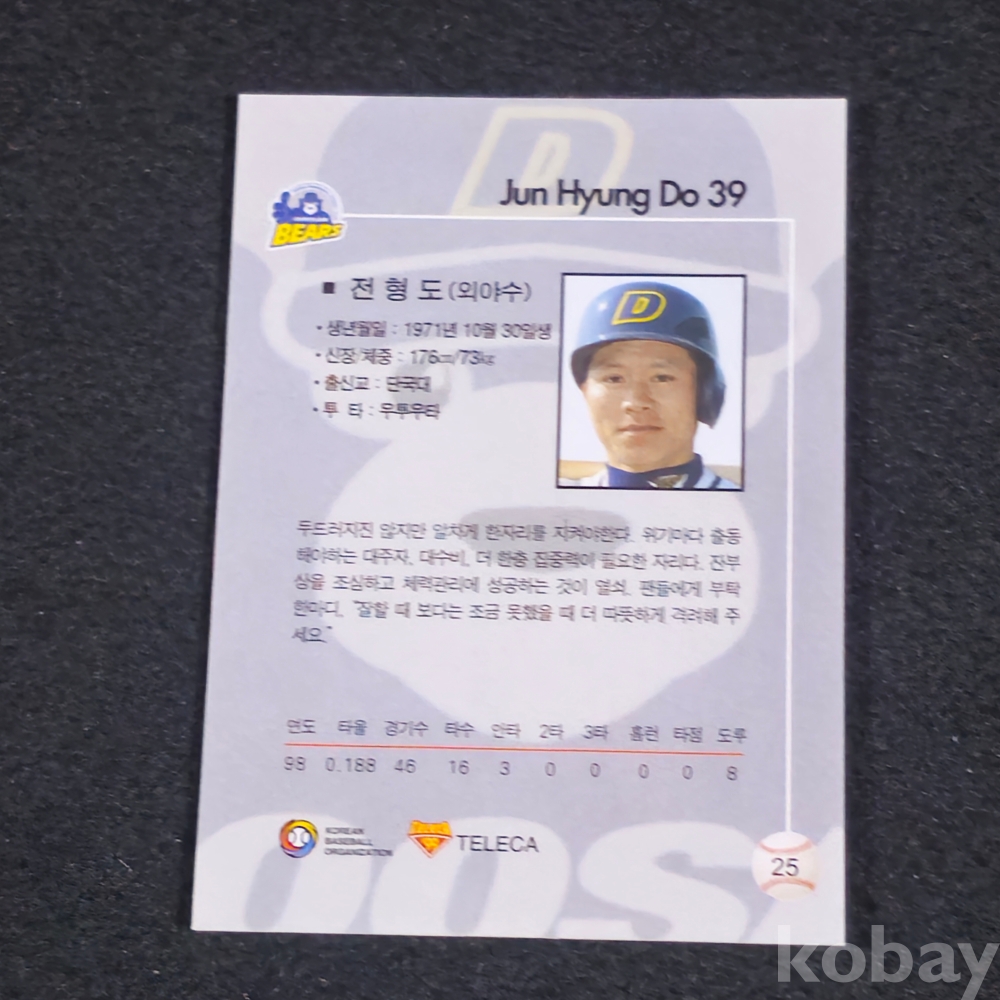 Jun Hyung Do 39
BEARS
D
■ 전 형 도 (외야수)
• 생년월일 : 1971년 10월 30일생
• 신장/체중 : 176cm/73kg
• 출신교 : 단국대
• 투 타 : 우투우타
D
두드러지진 않지만 알차게 한자리를 지켜야한다. 위기마다 출동
해야하는 대주자, 대수비, 더 한층 집중력이 필요한 자리다. 잔부
상을 조심하고 체력관리에 성공하는 것이 열쇠. 팬들에게 부탁
한마디, "잘할 때 보다는 조금 못했을 때 더 따뜻하게 격려해 주
세요."
연도 타율 경기수 타수 안타 2타 3타 홈런 타점 도루
98 0.188 46 16 3 0 0 0 0 8
KOREAN
BASEBALL
ORGANIZATION
TELECA
25
kobay